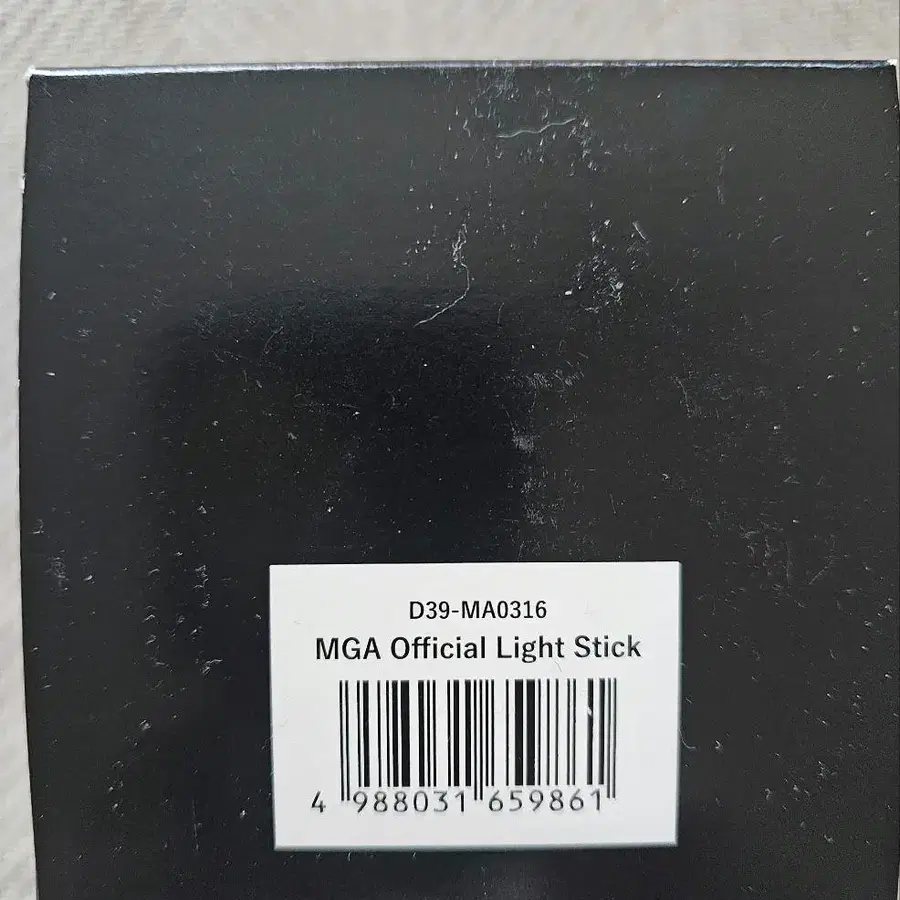 D39-MA0316
MGA Official Light Stick
4 988031 659861